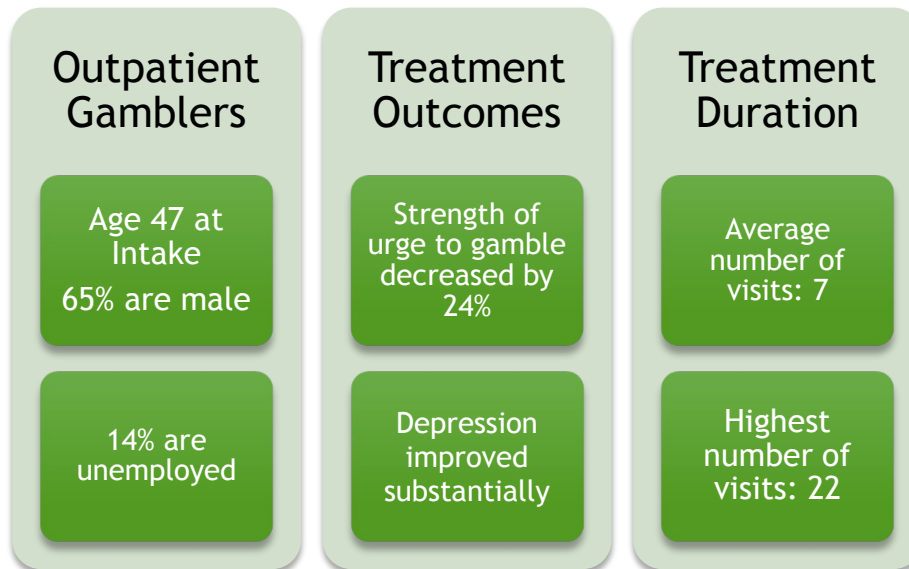 Outpatient
Gamblers
Age 47 at
Intake
65% are male
14% are
unemployed
Treatment
Outcomes
Strength of
urge to gamble
decreased by
24%
Depression
improved
substantially
Treatment
Duration
Average
number of
visits: 7
Highest
number of
visits: 22